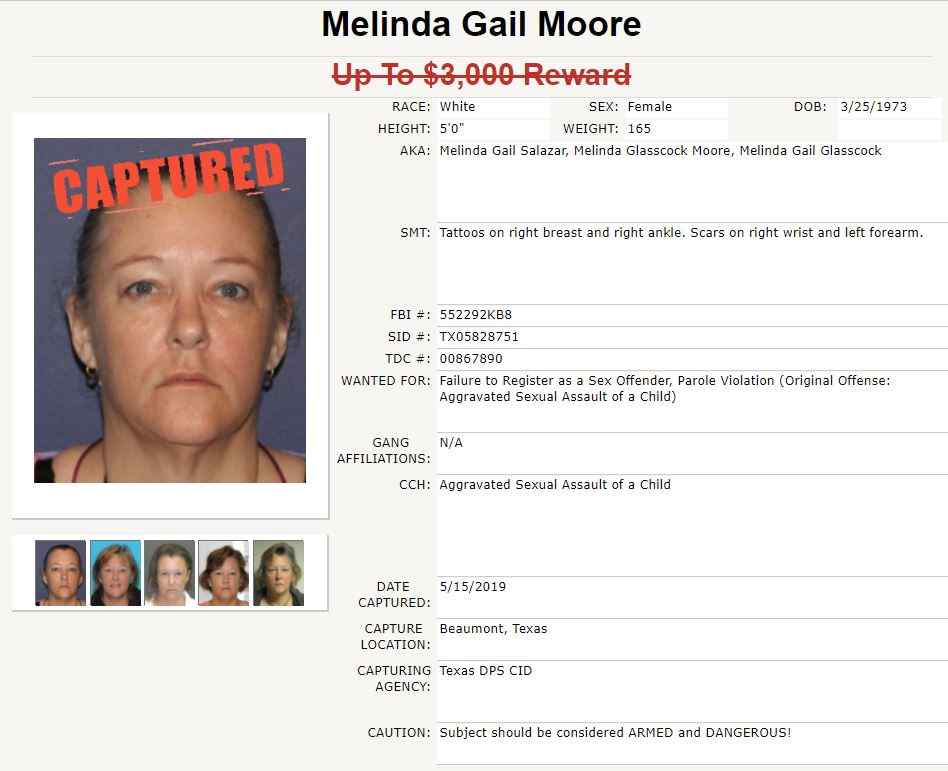 Melinda Gail Moore
Up To $3,000 Reward
RACE: White SEX: Female DOB: 3/25/1973
HEIGHT: 5'0" WEIGHT: 165
AKA: Melinda Gail Salazar, Melinda Glasscock Moore, Melinda Gail Glasscock
CAPTURED
SMT: Tattoos on right breast and right ankle. Scars on right wrist and left forearm.
FBI #: 552292KB8
SID #: TX05828751
TDC #: 00867890
WANTED FOR: Failure to Register as a Sex Offender, Parole Violation (Original Offense:
Aggravated Sexual Assault of a Child)
GANG
AFFILIATIONS: N/A
CCH: Aggravated Sexual Assault of a Child
DATE
CAPTURED: 5/15/2019
CAPTURE
LOCATION: Beaumont, Texas
CAPTURING
AGENCY: Texas DPS CID
CAUTION: Subject should be considered ARMED and DANGEROUS!